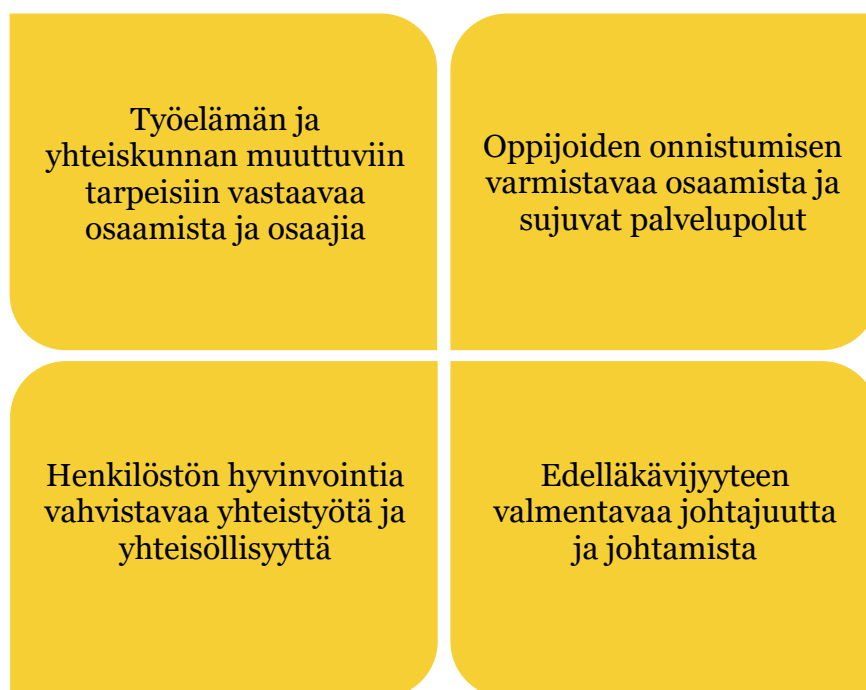 Työelämän ja
yhteiskunnan muuttuviin
tarpeisiin vastaavaa
osaamista ja osaajia
Oppijoiden onnistumisen
varmistavaa osaamista ja
sujuvat palvelupolut
Henkilöstön hyvinvointia
vahvistavaa yhteistyötä ja
yhteisöllisyyttä
Edelläkävijyyteen
valmentavaa johtajuutta
ja johtamista